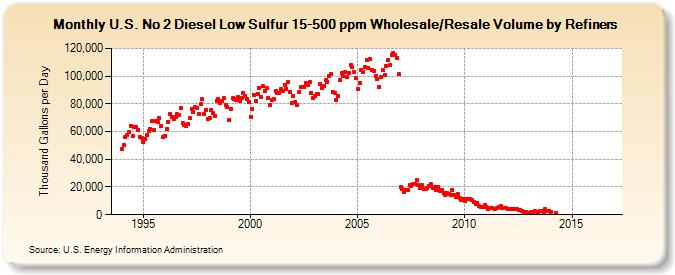 Monthly U.S. No 2 Diesel Low Sulfur 15-500 ppm Wholesale/Resale Volume by Refiners
Thousand Gallons per Day
120,000
100,000
80,000
60,000
40,000
20,000
0
1995 2000 2005 2010 2015
Source: U.S. Energy Information Administration